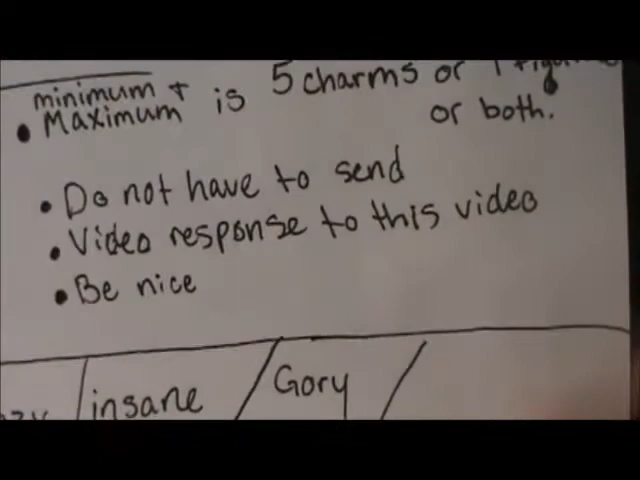 minimum +
• Maximum is 5 charms or 1
or both.
• Do not have to send
• Video response to this video
• Be nice
insane
Gory